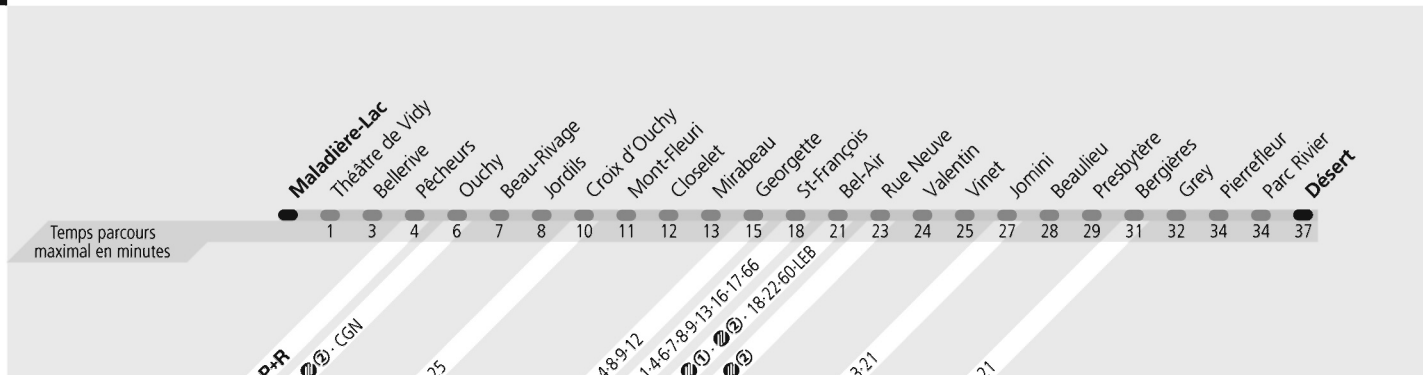 Maladière-Lac
Théâtre de Vidy
Bellerive
Pêcheurs
Ouchy
Beau-Rivage
Jordils
Croix d'Ouchy
Mont-Fleuri
Closelet
Mirabeau
Georgette
St-François
Bel-Air
Rue Neuve
Valentin
Vinet
Jomini
Beaulieu
Presbytère
Bergières
Grey
Pierrefleur
Parc Rivier
Désert
Temps parcours
maximal en minutes
1 3 4 6 7 8 10 11 12 13 15 18 21 23 24 25 27 28 29 31 32 34 34 37
P+R
② · CGN
25
4·8·9·12
1·4·6·7·8·9·13·16·17·66
① · ② · 18·22·60·LEB
②
3·21
21